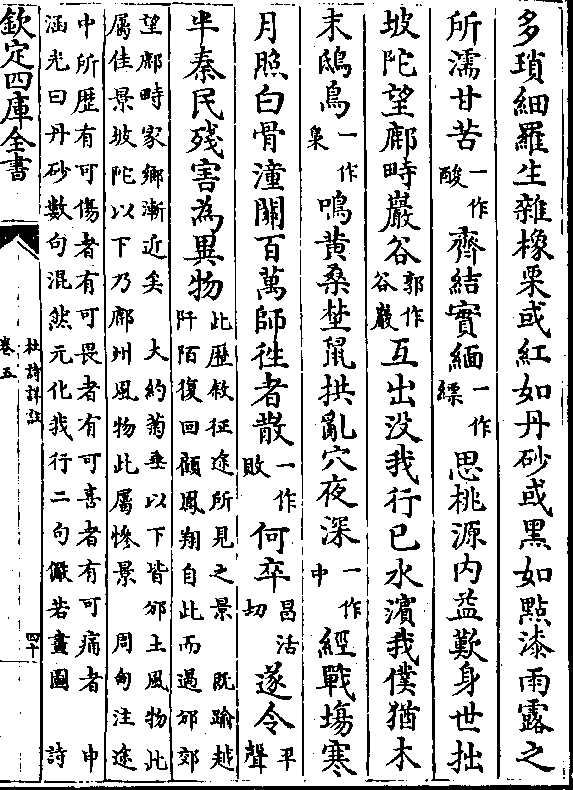 多瑣細羅生雜橡栗或紅如丹砂或黑如點漆雨露之
所濡甘苦一作酸齊結實緬一作縹思桃源内益歎身世拙
坡陀望鄜畤巖谷郭作谷巖互出没我行已水濱我僕猶木
末鴟鳥一作梟鳴黄桑埜鼠拱亂穴夜深一作中經戰塲寒
月照白骨潼關百萬師徃者散一作敗何卒昌活切遂令平聲
半秦民殘害為異物此歴敘征途所見之景 既踰越
阡陌復回顧鳳翔自此而過邠郊
望鄜畤家鄉漸近矣 大約菊垂以下皆邠土風物此
屬佳景坡陀以下乃鄜州風物此屬慘景 周甸注途
中所歴有可傷者有可畏者有可喜者有可痛者 申
涵光曰丹砂數句混然元化我行二句儼若畫圖 詩
欽定四庫全書
杜詩詳註
卷五
四十